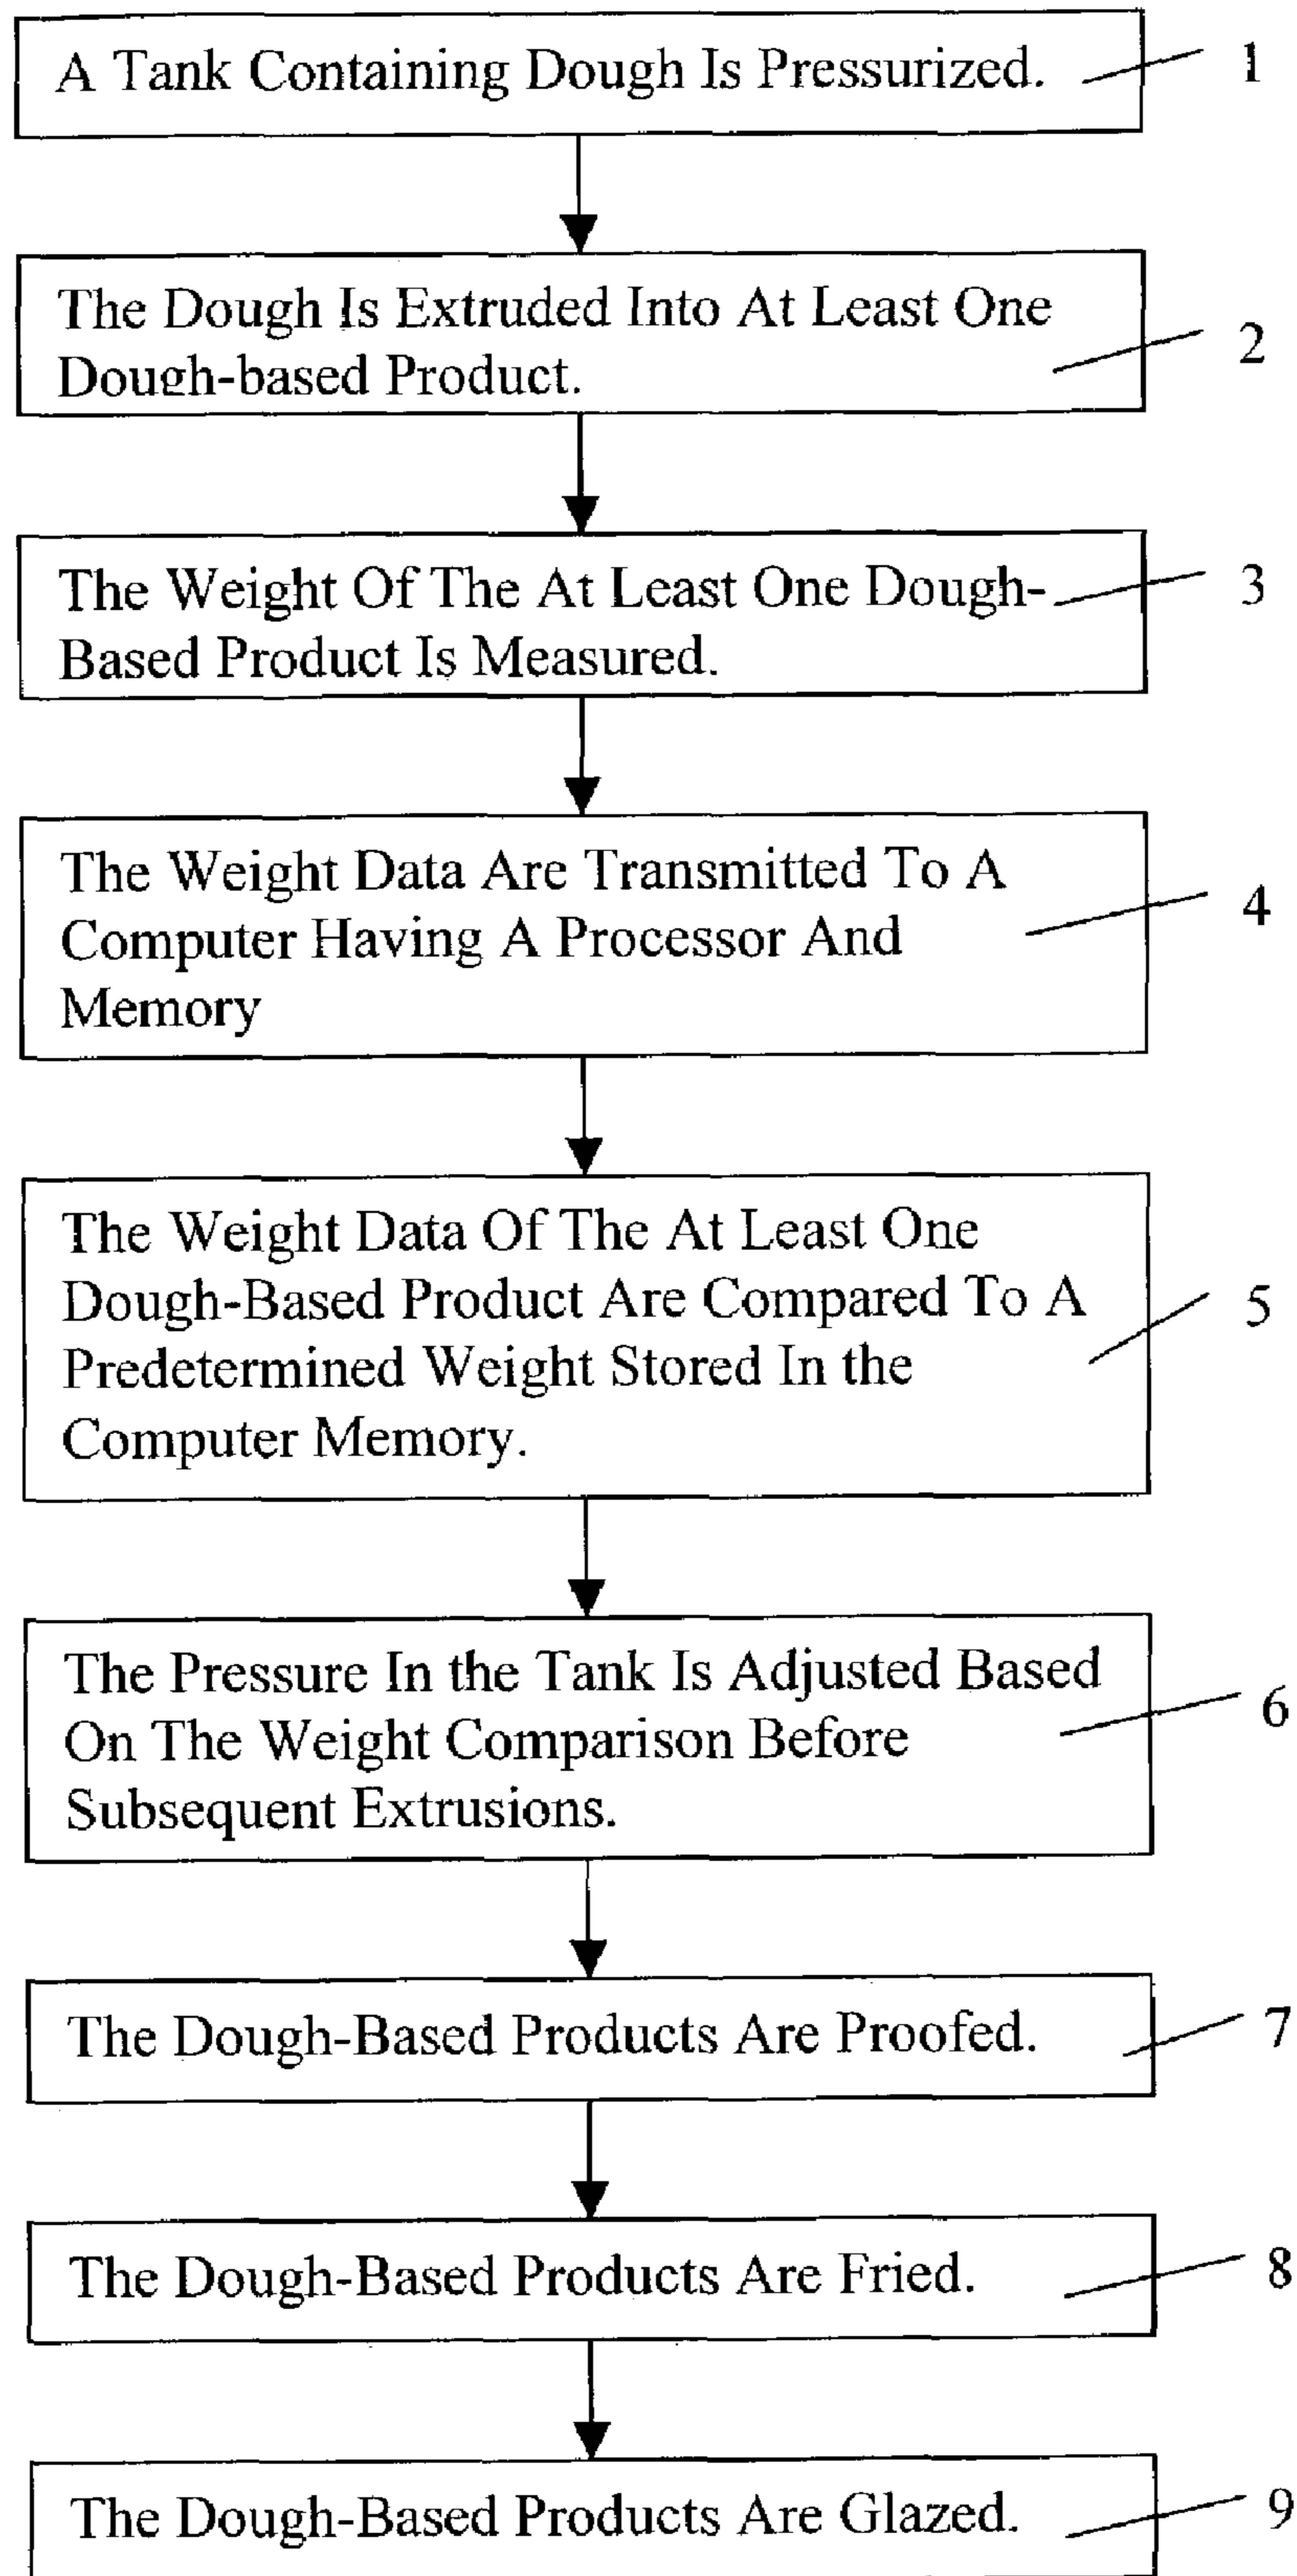 A Tank Containing Dough Is Pressurized.
1
The Dough Is Extruded Into At Least One
Dough-based Product.
2
The Weight Of The At Least One Dough-
Based Product Is Measured.
3
The Weight Data Are Transmitted To A
Computer Having A Processor And
Memory
4
The Weight Data Of The At Least One
Dough-Based Product Are Compared To A
Predetermined Weight Stored In the
Computer Memory.
5
The Pressure In the Tank Is Adjusted Based
On The Weight Comparison Before
Subsequent Extrusions.
6
The Dough-Based Products Are Proofed.
7
The Dough-Based Products Are Fried.
8
The Dough-Based Products Are Glazed.
9